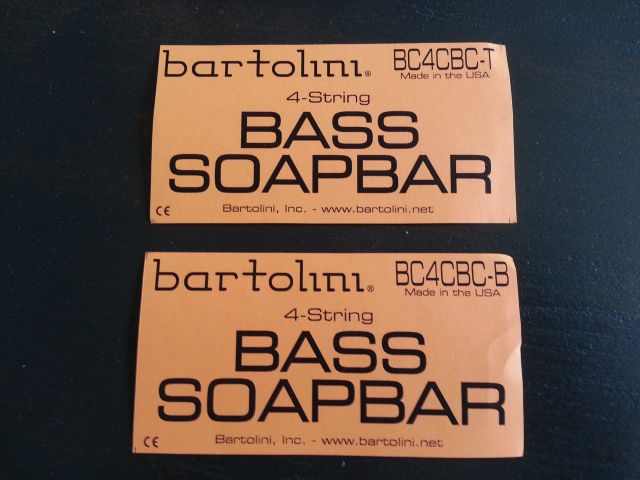 bartolini® BC4CBC-T
Made in the USA
4-String
BASS
SOAPBAR
CE Bartolini, Inc. - www.bartolini.net
bartolini® BC4CBC-B
Made in the USA
4-String
BASS
SOAPBAR
CE Bartolini, Inc. - www.bartolini.net